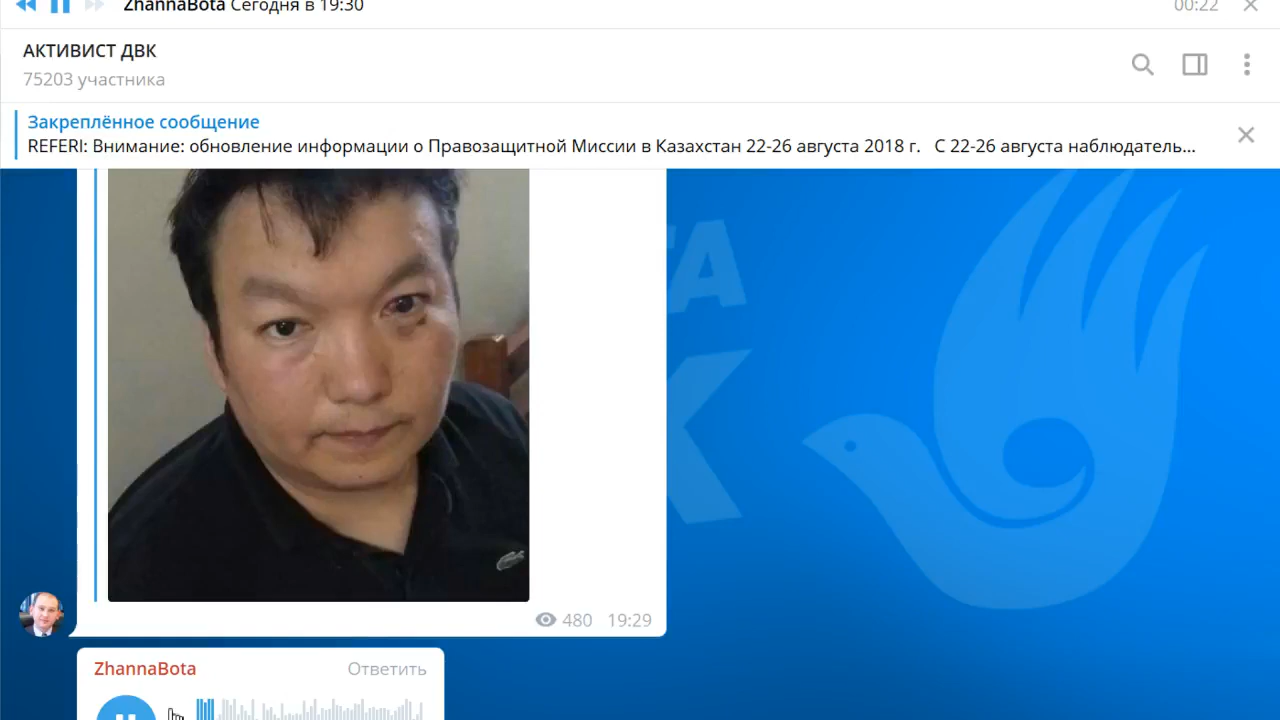 ZhannaBota Сегодня в 19:30
00:22
АКТИВИСТ ДВК
75203 участника
Закреплённое сообщение
REFERI: Внимание: обновление информации о Правозащитной Миссии в Казахстан 22-26 августа 2018 г. С 22-26 августа наблюдатель...
480 19:29
ZhannaBota Ответить